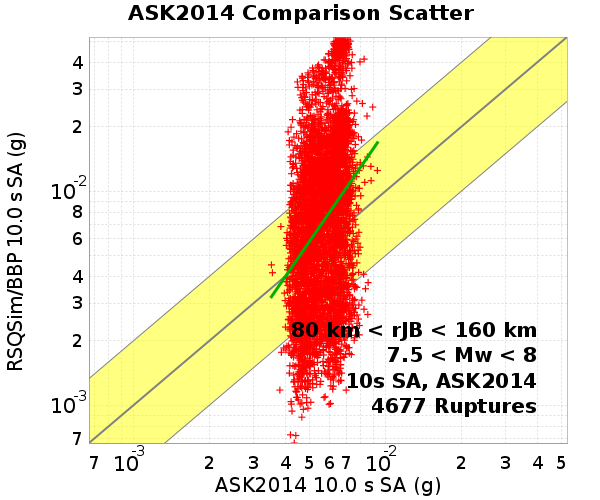 ASK2014 Comparison Scatter
RSQSim/BBP 10.0 s SA (g)
4
3
2
10-2
8
6
4
3
2
10-3
7
80 km < rJB < 160 km
7.5 < Mw < 8
10s SA, ASK2014
4677 Ruptures
7 10-3 2 3 4 5 6 7 10-2 2 3 4 5
ASK2014 10.0 s SA (g)